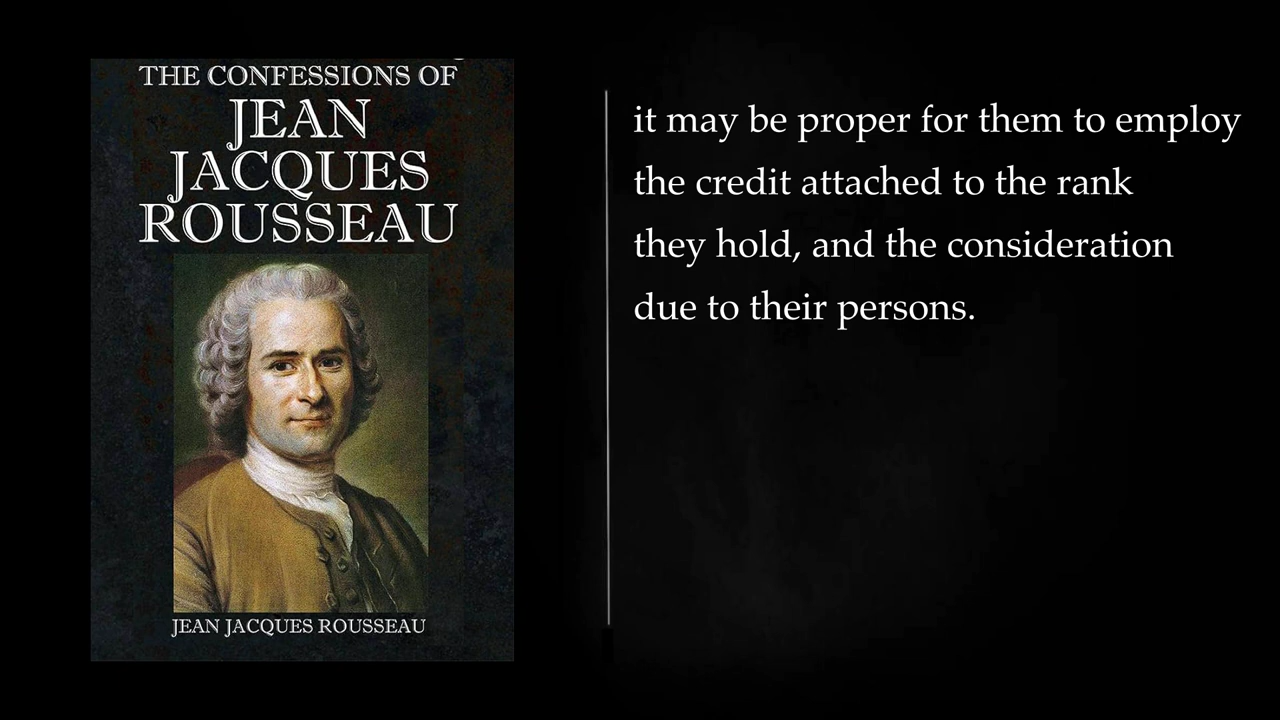 THE CONFESSIONS OF
JEAN
JACQUES
ROUSSEAU
JEAN JACQUES ROUSSEAU
it may be proper for them to employ
the credit attached to the rank
they hold, and the consideration
due to their persons.